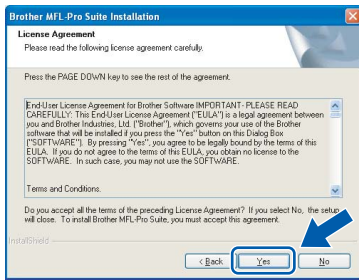 Brother MFL-Pro Suite Installation
License Agreement
Please read the following license agreement carefully.
Press the PAGE DOWN key to see the rest of the agreement.
End-User License Agreement for Brother Software IMPORTANT- PLEASE READ
CAREFULLY: This End-User License Agreement ("EULA") is a legal agreement between
you and Brother Industries, Ltd. ("Brother"), which governs your use of the Brother
software that will be installed if you press the "Yes" button on this Dialog Box
("SOFTWARE"). By pressing "Yes", you agree to be legally bound by the terms of this
EULA. If you do not agree to the terms of this EULA, you obtain no license to the
SOFTWARE. In such case, you may not use the SOFTWARE.
Terms and Conditions.
Do you accept all the terms of the preceding License Agreement? If you select No, the setup
will close. To install Brother MFL-Pro Suite, you must accept this agreement.
InstallShield
< Back Yes No